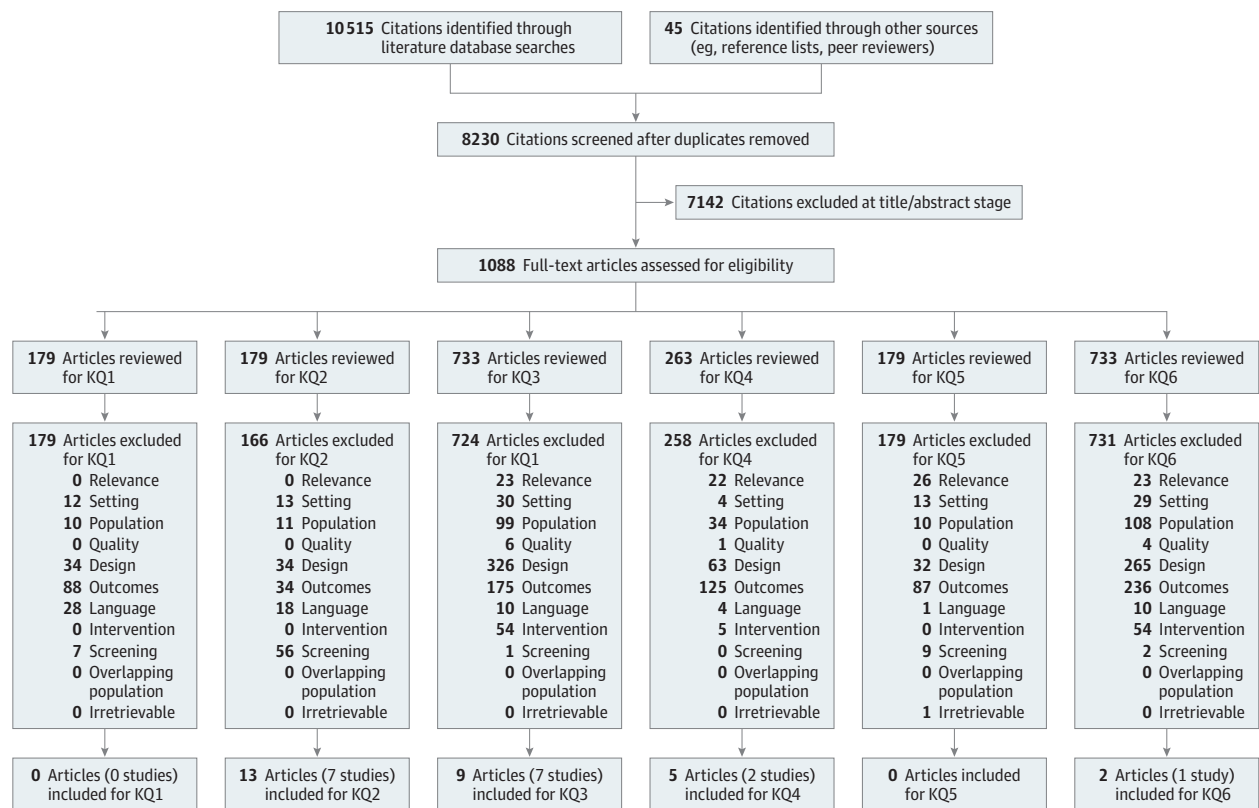 10 515 Citations identified through
literature database searches
45 Citations identified through other sources
(eg, reference lists, peer reviewers)
8230 Citations screened after duplicates removed
7142 Citations excluded at title/abstract stage
1088 Full-text articles assessed for eligibility
179 Articles reviewed
for KQ1
179 Articles reviewed
for KQ2
733 Articles reviewed
for KQ3
263 Articles reviewed
for KQ4
179 Articles reviewed
for KQ5
733 Articles reviewed
for KQ6
179 Articles excluded
for KQ1
0 Relevance
12 Setting
10 Population
0 Quality
34 Design
88 Outcomes
28 Language
0 Intervention
7 Screening
0 Overlapping
population
0 Irretrievable
166 Articles excluded
for KQ2
0 Relevance
13 Setting
11 Population
0 Quality
34 Design
34 Outcomes
18 Language
0 Intervention
56 Screening
0 Overlapping
population
0 Irretrievable
724 Articles excluded
for KQ1
23 Relevance
30 Setting
99 Population
6 Quality
326 Design
175 Outcomes
10 Language
54 Intervention
1 Screening
0 Overlapping
population
0 Irretrievable
258 Articles excluded
for KQ4
22 Relevance
4 Setting
34 Population
1 Quality
63 Design
125 Outcomes
4 Language
5 Intervention
0 Screening
0 Overlapping
population
0 Irretrievable
179 Articles excluded
for KQ5
26 Relevance
13 Setting
10 Population
0 Quality
32 Design
87 Outcomes
1 Language
0 Intervention
9 Screening
0 Overlapping
population
1 Irretrievable
731 Articles excluded
for KQ6
23 Relevance
29 Setting
108 Population
4 Quality
265 Design
236 Outcomes
10 Language
54 Intervention
2 Screening
0 Overlapping
population
0 Irretrievable
0 Articles (0 studies)
included for KQ1
13 Articles (7 studies)
included for KQ2
9 Articles (7 studies)
included for KQ3
5 Articles (2 studies)
included for KQ4
0 Articles included
for KQ5
2 Articles (1 study)
included for KQ6